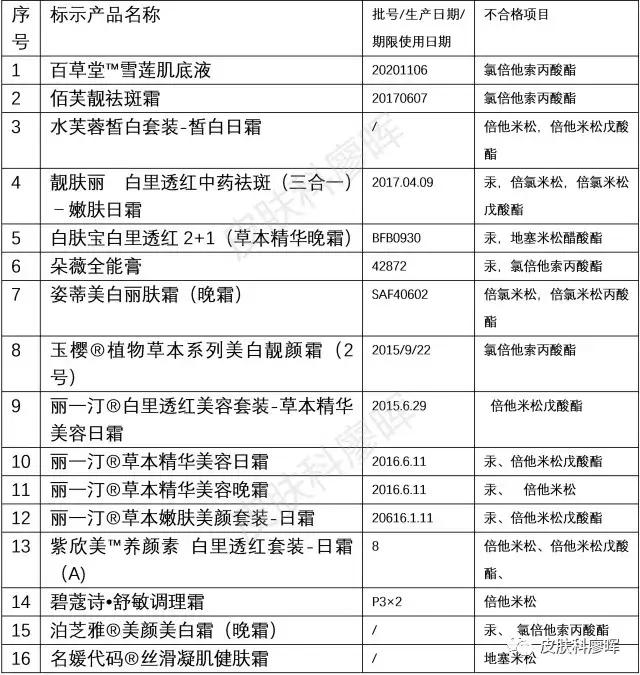 序号 标示产品名称 批号/生产日期/期限使用日期 不合格项目
1 百草堂™雪莲肌底液 20201106 氯倍他索丙酸酯
2 佰芙靓祛斑霜 20170607 氯倍他索丙酸酯
3 水芙蓉皙白套装-皙白日霜 / 倍他米松，倍他米松戊酸酯
4 靓肤丽 白里透红中药祛斑（三合一）－嫩肤日霜 2017.04.09 汞，倍氯米松，倍氯米松戊酸酯
5 白肤宝白里透红 2+1（草本精华晚霜） BFB0930 汞，地塞米松醋酸酯
6 朵薇全能膏 42872 汞，氯倍他索丙酸酯
7 姿蒂美白丽肤霜（晚霜） SAF40602 倍氯米松，倍氯米松丙酸酯
8 玉樱®植物草本系列美白靓颜霜（2号） 2015/9/22 氯倍他索丙酸酯
9 丽一汀®白里透红美容套装-草本精华美容日霜 2015.6.29 倍他米松戊酸酯
10 丽一汀®草本精华美容日霜 2016.6.11 汞、倍他米松戊酸酯
11 丽一汀®草本精华美容晚霜 2016.6.11 汞、 倍他米松
12 丽一汀®草本嫩肤美颜套装-日霜 20616.1.11 汞、倍他米松戊酸酯
13 紫欣美™养颜素 白里透红套装-日霜（A) 8 倍他米松、倍他米松戊酸酯、
14 碧蔻诗•舒敏调理霜 P3×2 倍他米松
15 泊芝雅®美颜美白霜（晚霜） / 汞、氯倍他索丙酸酯
16 名媛代码®丝滑凝肌健肤霜 / 地塞米松
皮肤科廖晖
皮肤科廖晖
皮肤科廖晖